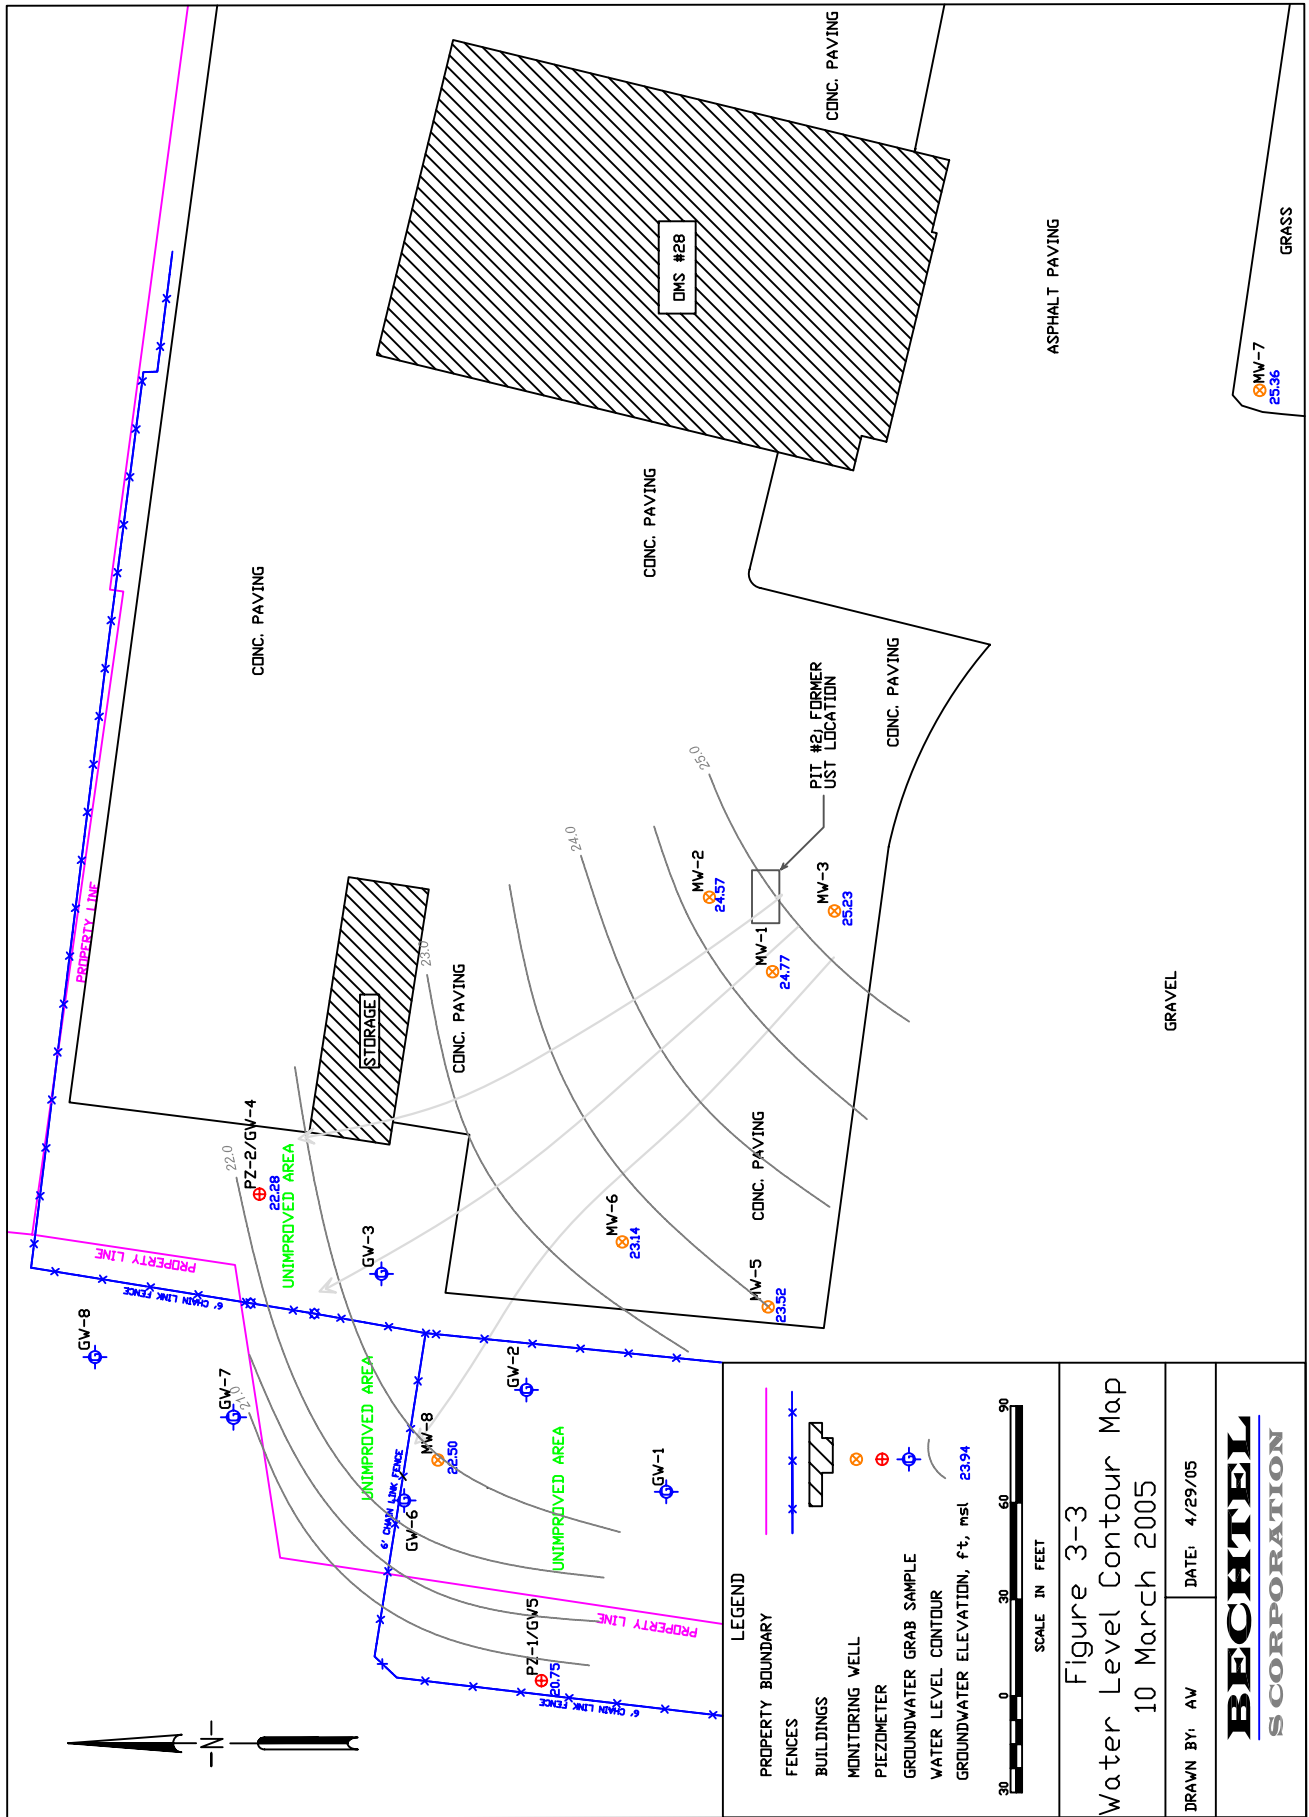 CONC. PAVING
OMS #28
ASPHALT PAVING
GRASS
MW-7
25.36
CONC. PAVING
CONC. PAVING
CONC. PAVING
PIT #2, FORMER
UST LOCATION
25.0
24.0
23.0
22.0
21.0
MW-2
24.57
MW-3
25.23
MW-1
24.77
PROPERTY LINE
STORAGE
CONC. PAVING
GRAVEL
PZ-2/GW-4
22.28
UNIMPROVED AREA
CONC. PAVING
MW-6
23.14
MW-5
23.52
GW-3
PROPERTY LINE
6' CHAIN LINK FENCE
GW-8
GW-7
UNIMPROVED AREA
GW-2
MW-8
22.50
6' CHAIN LINK FENCE
GW-6
UNIMPROVED AREA
GW-1
PROPERTY LINE
PZ-1/GW5
20.75
6' CHAIN LINK FENCE
-N-
LEGEND
PROPERTY BOUNDARY
FENCES
BUILDINGS
MONITORING WELL
PIEZOMETER
GROUNDWATER GRAB SAMPLE
WATER LEVEL CONTOUR
GROUNDWATER ELEVATION, ft, msl 23.94
30 0 30 60 90
SCALE IN FEET
Figure 3-3
Water Level Contour Map
10 March 2005
DRAWN BY: AW
DATE: 4/29/05
BECHTEL
S CORPORATION